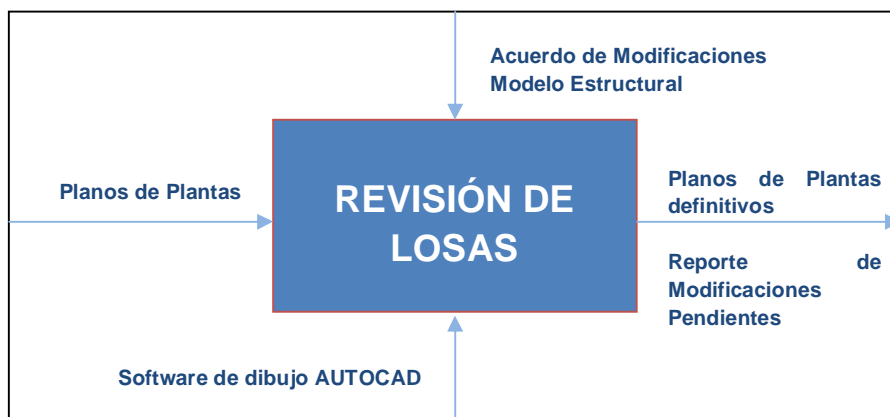 Acuerdo de Modificaciones
Modelo Estructural
Planos de Plantas
REVISIÓN DE
LOSAS
Planos de Plantas
definitivos
Reporte de
Modificaciones
Pendientes
Software de dibujo AUTOCAD